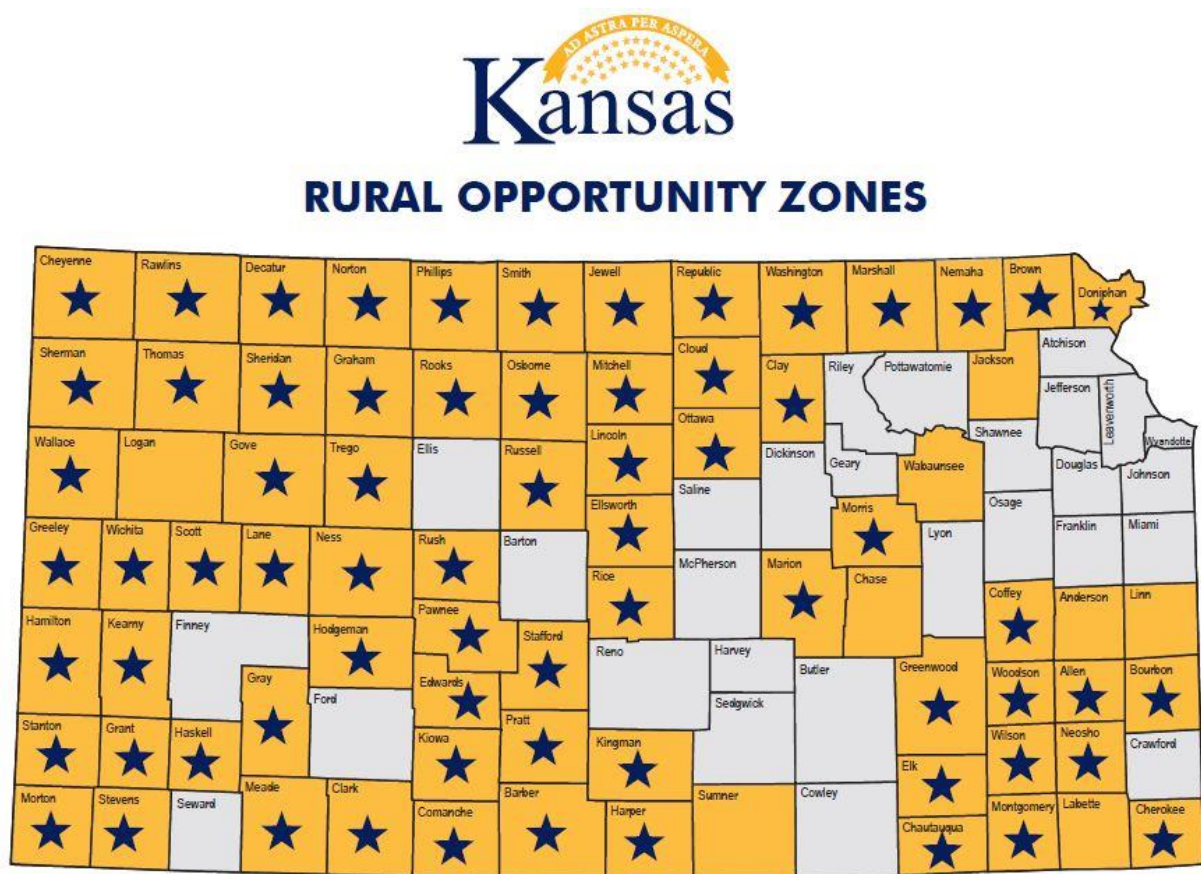 AD ASTRA PER ASPERA
Kansas
RURAL OPPORTUNITY ZONES
Cheyenne
Rawlins
Decatur
Norton
Phillips
Smith
Jewell
Republic
Washington
Marshall
Nemaha
Brown
Doniphan
Sherman
Thomas
Sheridan
Graham
Rooks
Osborne
Mitchell
Cloud
Clay
Riley
Pottawatomie
Jackson
Atchison
Jefferson
Leavenworth
Wyandotte
Wallace
Logan
Gove
Trego
Ellis
Russell
Lincoln
Ottawa
Dickinson
Geary
Wabaunsee
Shawnee
Douglas
Johnson
Ellsworth
Saline
Morris
Lyon
Osage
Franklin
Miami
Greeley
Wichita
Scott
Lane
Ness
Rush
Barton
Rice
McPherson
Marion
Chase
Coffey
Anderson
Linn
Hamilton
Kearny
Finney
Hodgeman
Pawnee
Stafford
Reno
Harvey
Butler
Greenwood
Woodson
Allen
Bourbon
Gray
Ford
Edwards
Sedgwick
Stanton
Grant
Haskell
Kiowa
Pratt
Kingman
Elk
Wilson
Neosho
Crawford
Morton
Stevens
Seward
Meade
Clark
Comanche
Barber
Harper
Sumner
Cowley
Chautauqua
Montgomery
Labette
Cherokee